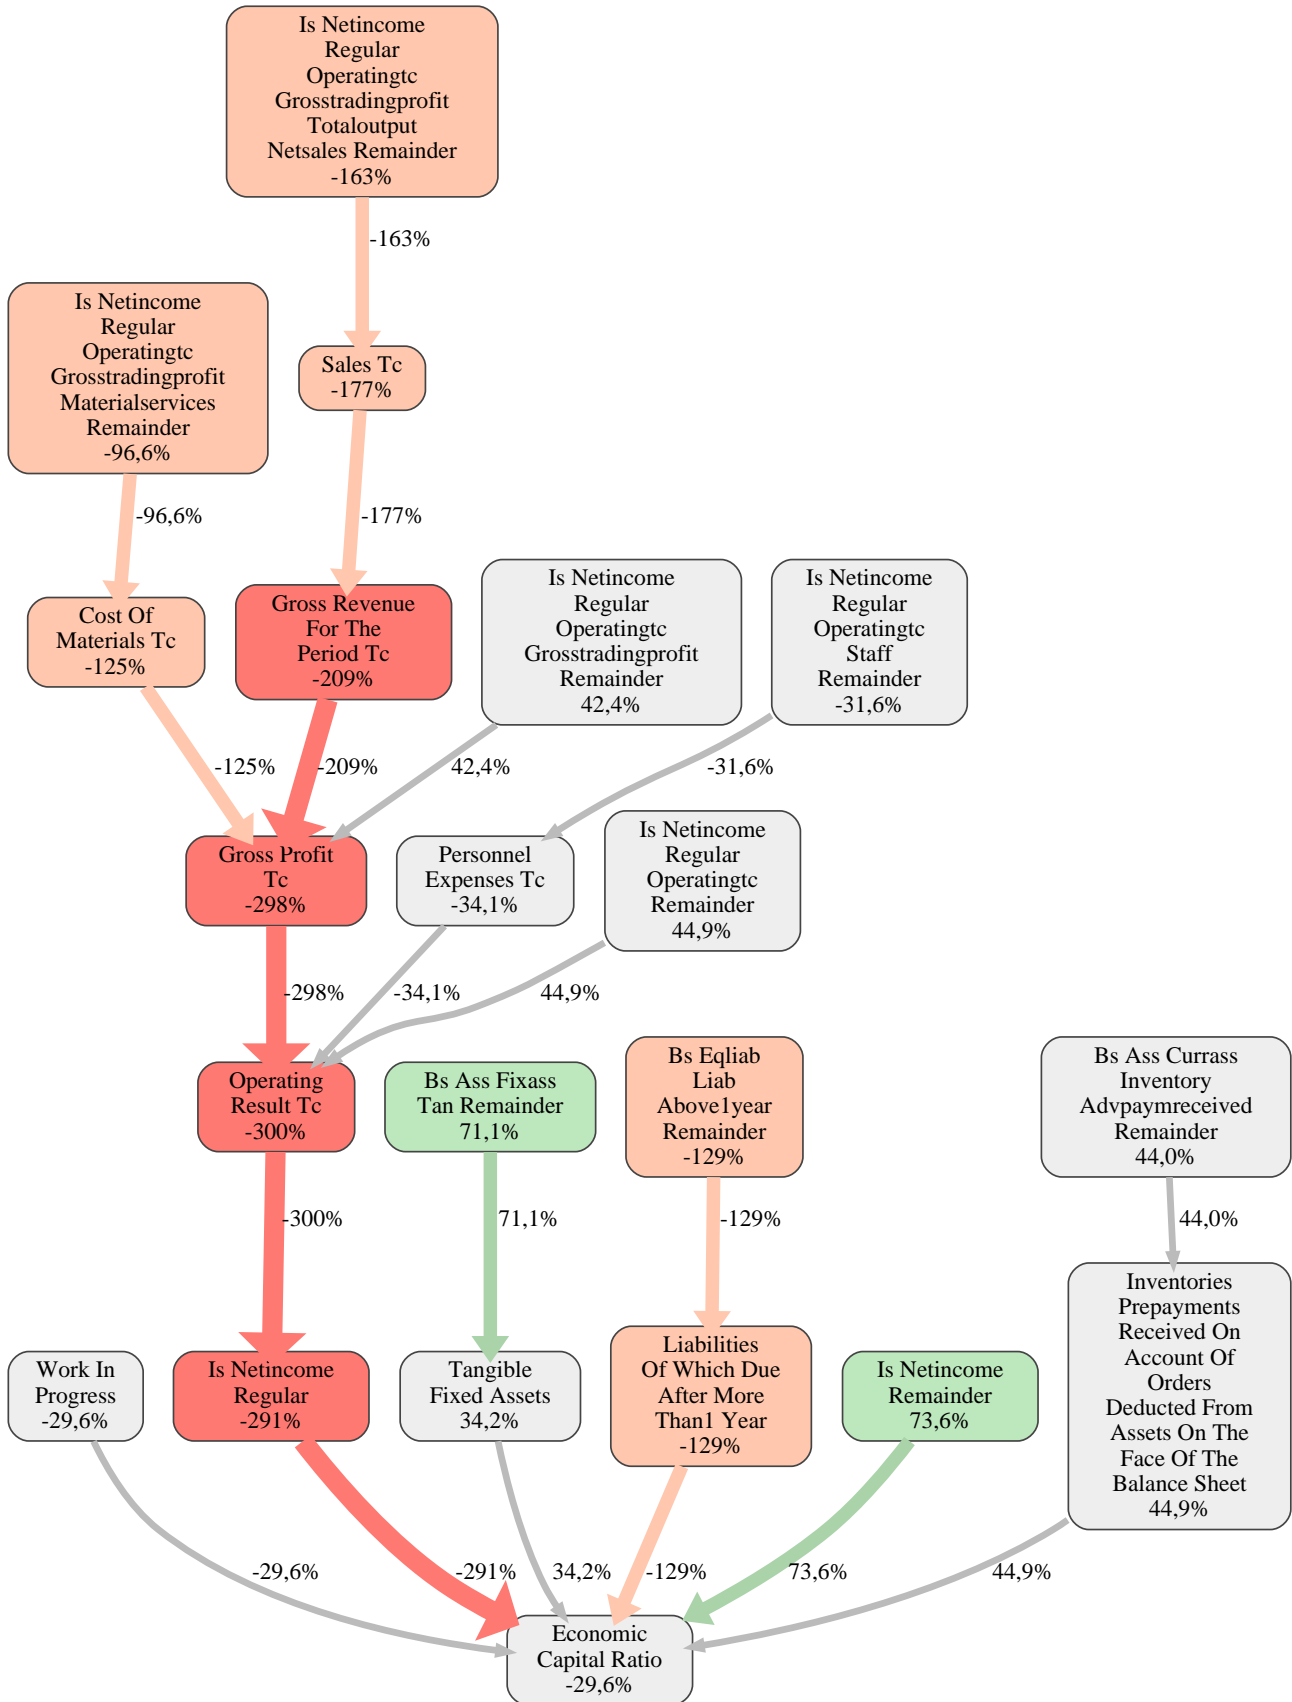 Is Netincome
Regular
Operatingtc
Grosstradingprofit
Totaloutput
Netsales Remainder
-163%
-163%
Is Netincome
Regular
Operatingtc
Grosstradingprofit
Materialservices
Remainder
-96,6%
Sales Tc
-177%
-96,6%
-177%
Cost Of
Materials Tc
-125%
Gross Revenue
For The
Period Tc
-209%
Is Netincome
Regular
Operatingtc
Grosstradingprofit
Remainder
42,4%
Is Netincome
Regular
Operatingtc
Staff
Remainder
-31,6%
-125%
-209%
42,4%
-31,6%
Gross Profit
Tc
-298%
Personnel
Expenses Tc
-34,1%
Is Netincome
Regular
Operatingtc
Remainder
44,9%
-298%
-34,1%
44,9%
Operating
Result Tc
-300%
Bs Ass Fixass
Tan Remainder
71,1%
Bs Eqliab
Liab
Above1year
Remainder
-129%
Bs Ass Currass
Inventory
Advpaymreceived
Remainder
44,0%
-300%
71,1%
-129%
44,0%
Work In
Progress
-29,6%
Is Netincome
Regular
-291%
Tangible
Fixed Assets
34,2%
Liabilities
Of Which Due
After More
Than1 Year
-129%
Is Netincome
Remainder
73,6%
Inventories
Prepayments
Received On
Account Of
Orders
Deducted From
Assets On The
Face Of The
Balance Sheet
44,9%
-29,6%
-291%
34,2%
-129%
73,6%
44,9%
Economic
Capital Ratio
-29,6%